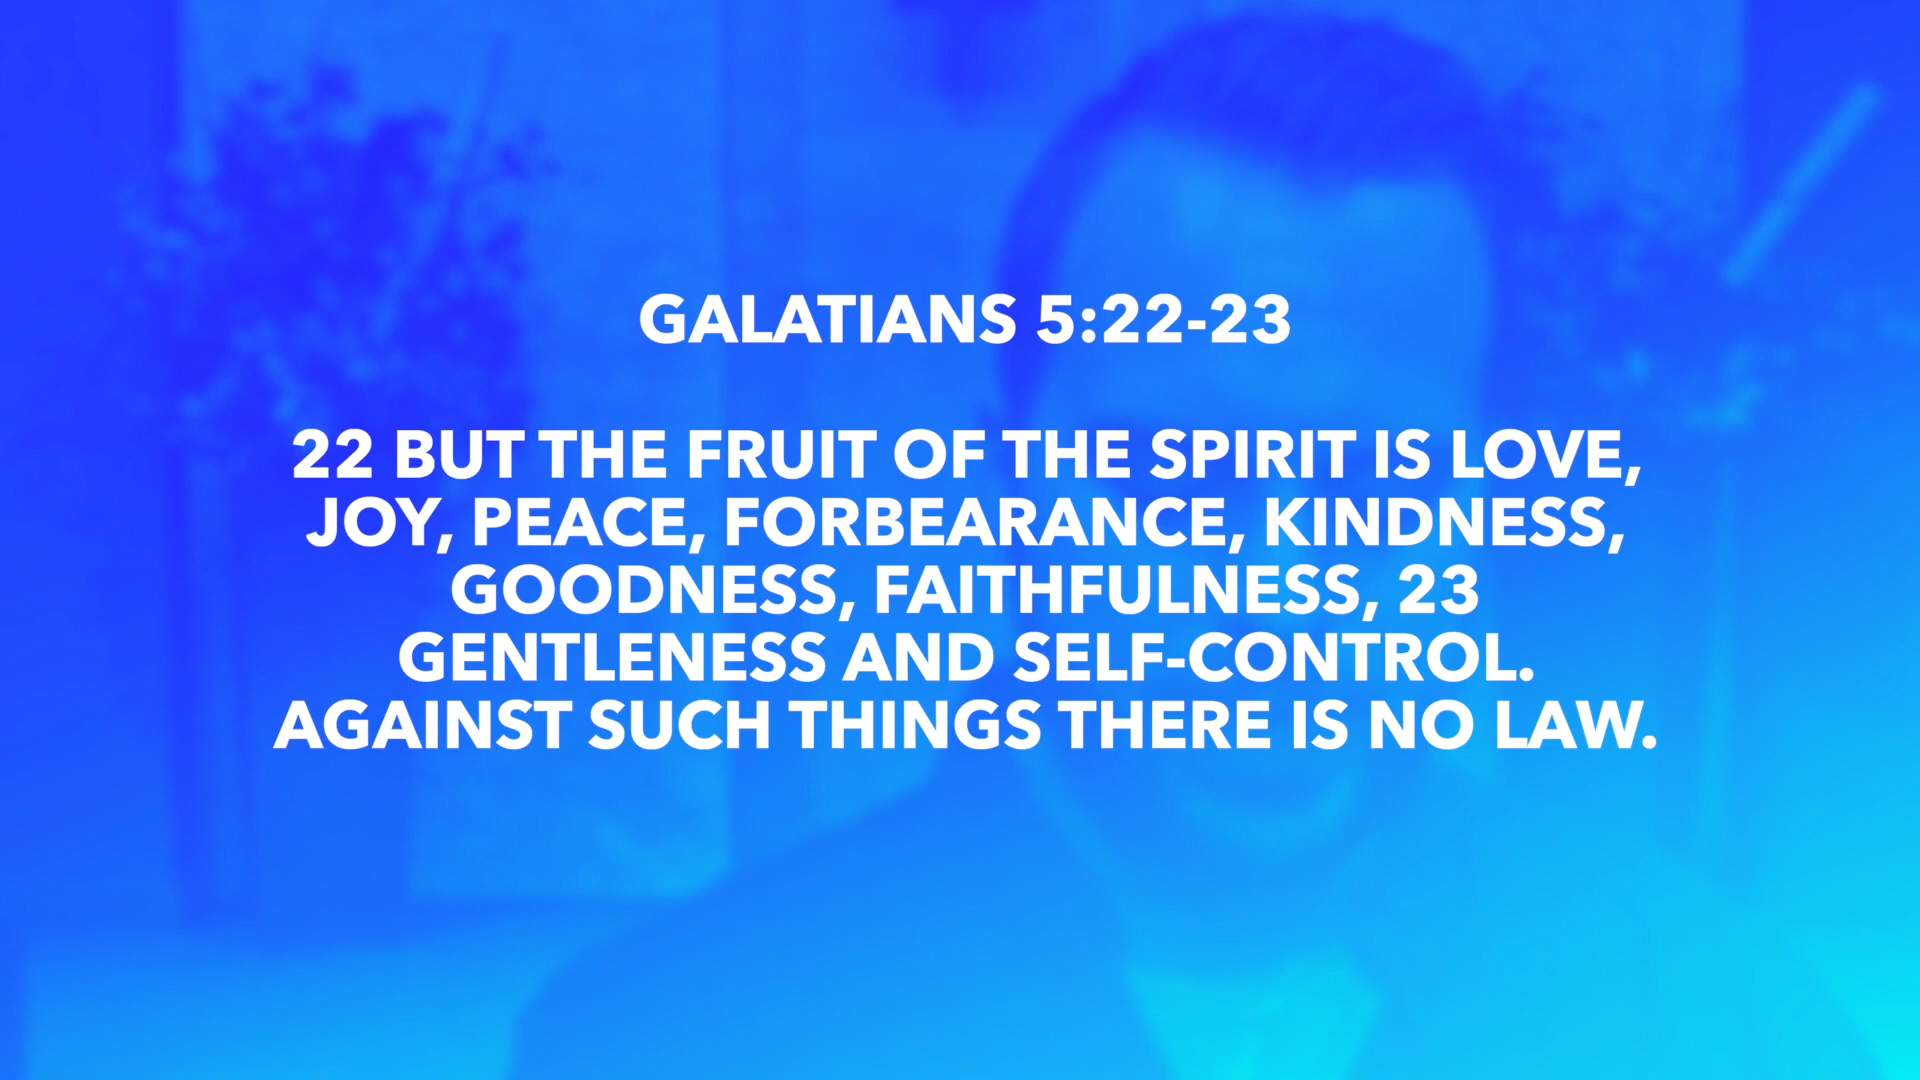 GALATIANS 5:22-23
22 BUT THE FRUIT OF THE SPIRIT IS LOVE,
JOY, PEACE, FORBEARANCE, KINDNESS,
GOODNESS, FAITHFULNESS, 23
GENTLENESS AND SELF-CONTROL.
AGAINST SUCH THINGS THERE IS NO LAW.